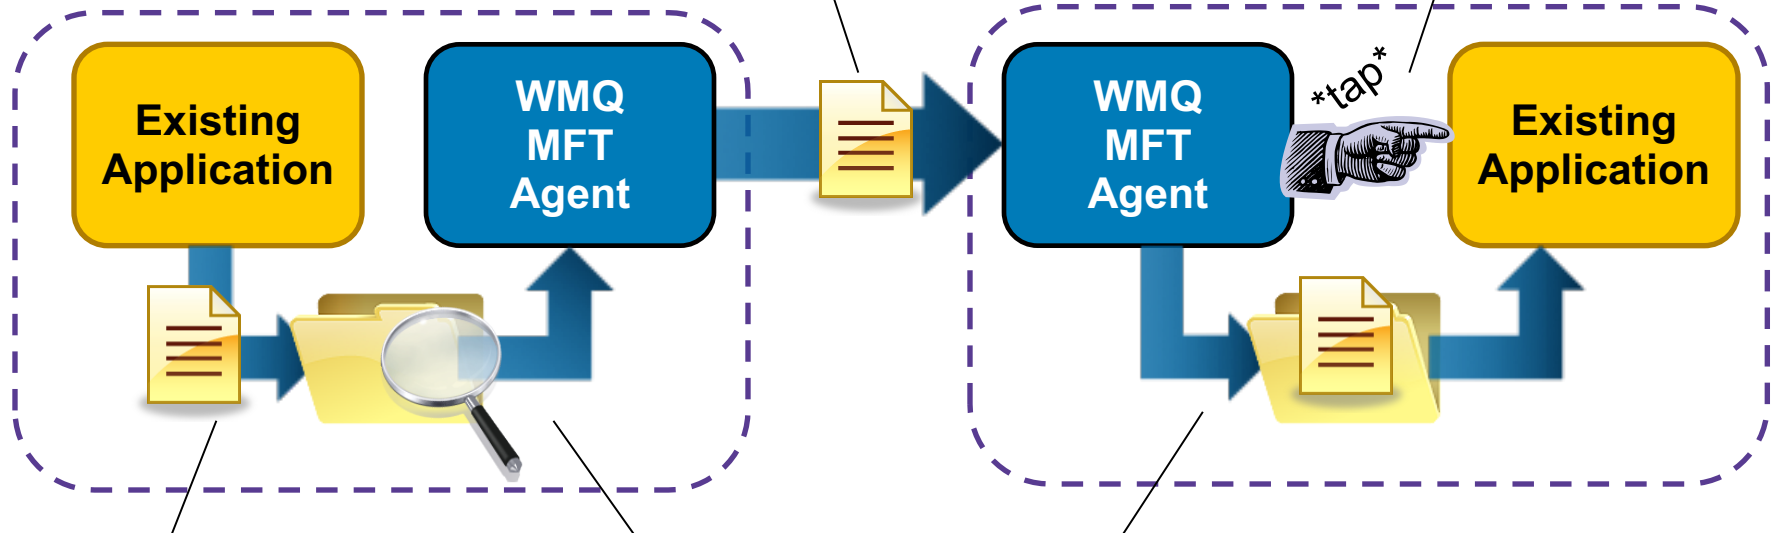 Existing
Application
WMQ
MFT
Agent
WMQ
MFT
Agent
*tap*
Existing
Application